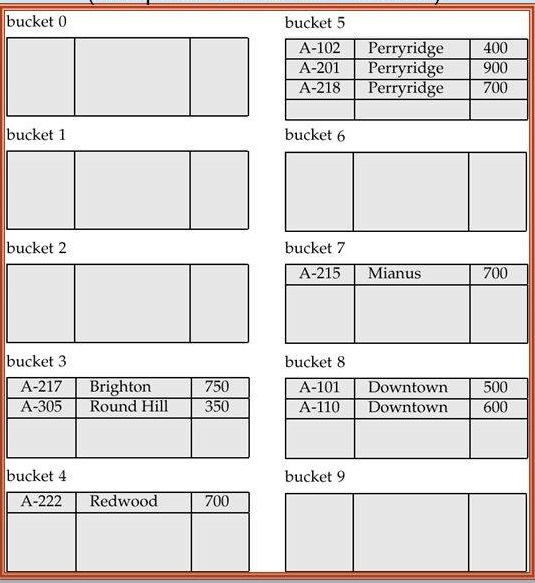 bucket 0
bucket 1
bucket 2
bucket 3
A-217 Brighton 750
A-305 Round Hill 350
bucket 4
A-222 Redwood 700
bucket 5
A-102 Perryridge 400
A-201 Perryridge 900
A-218 Perryridge 700
bucket 6
bucket 7
A-215 Mianus 700
bucket 8
A-101 Downtown 500
A-110 Downtown 600
bucket 9